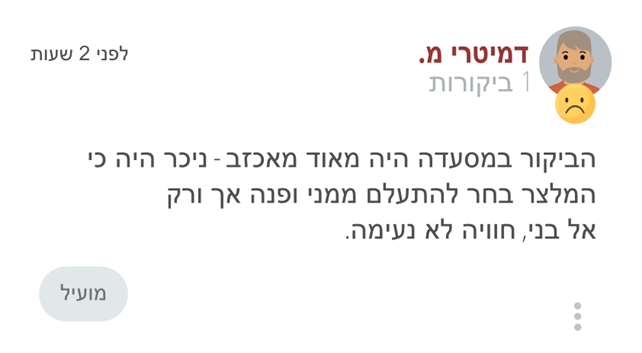 דמיטרי מ.
לפני 2 שעות
1 ביקורות
הביקור במסעדה היה מאוד מאכזב - ניכר היה כי
המלצר בחר להתעלם ממני ופנה אך ורק
אל בני, חוויה לא נעימה.
מועיל